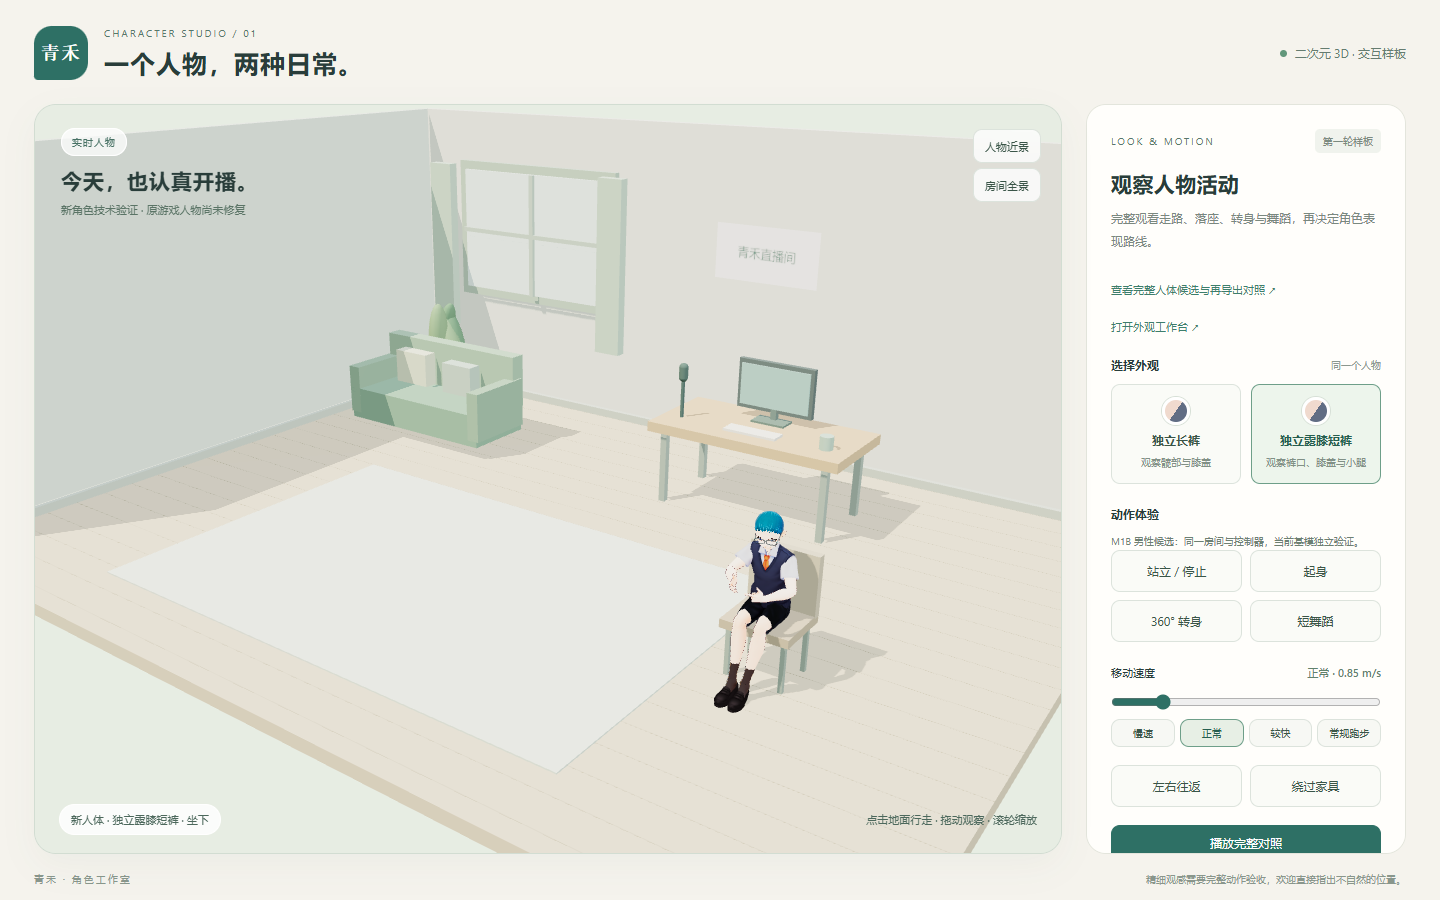 青禾
CHARACTER STUDIO / 01
一个人物，两种日常。
二次元 3D · 交互样板
实时人物
今天，也认真开播。
新角色技术验证 · 原游戏人物尚未修复
人物近景
房间全景
青禾直播间
新人体 · 独立露膝短裤 · 坐下
点击地面行走 · 拖动观察 · 滚轮缩放
LOOK & MOTION
第一轮样板
观察人物活动
完整观看走路、落座、转身与舞蹈，再决定角色表
现路线。
查看完整人体候选与再导出对照 ↗
打开外观工作台 ↗
选择外观
同一个人物
独立长裤
观察髋部与膝盖
独立露膝短裤
观察裤口、膝盖与小腿
动作体验
M1B 男性候选：同一房间与控制器，当前基模独立验证。
站立 / 停止
起身
360° 转身
短舞蹈
移动速度
正常 · 0.85 m/s
慢速
正常
较快
常规跑步
左右往返
绕过家具
播放完整对照
青禾 · 角色工作室
精细观感需要完整动作验收，欢迎直接指出不自然的位置。